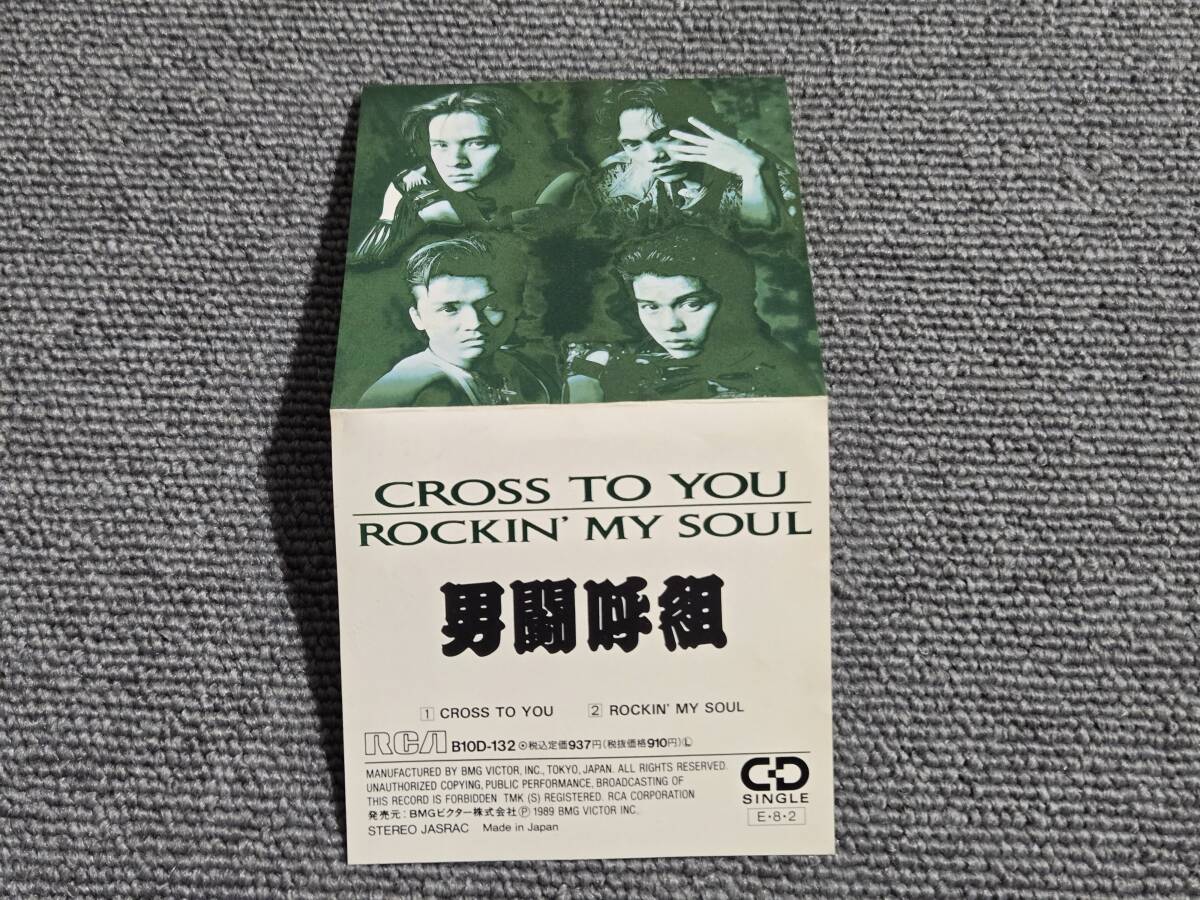 CROSS TO YOU
ROCKIN' MY SOUL
男闘呼組
1 CROSS TO YOU 2 ROCKIN' MY SOUL
RCA B10D-132 ⦿税込定価937円(税抜価格910円)Ⓛ
MANUFACTURED BY BMG VICTOR, INC., TOKYO, JAPAN. ALL RIGHTS RESERVED.
UNAUTHORIZED COPYING, PUBLIC PERFORMANCE, BROADCASTING OF
THIS RECORD IS FORBIDDEN. TMK (S) REGISTERED. RCA CORPORATION
発売元:BMGビクター株式会社Ⓟ 1989 BMG VICTOR INC.
STEREO JASRAC Made in Japan
CD
SINGLE
E・8・2